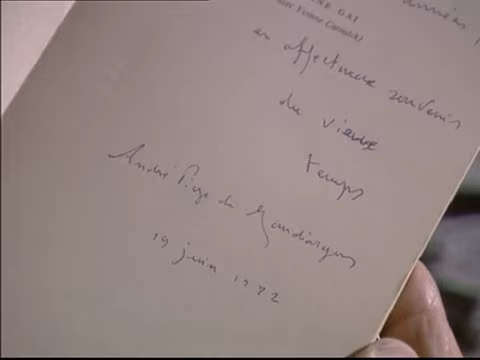 en affectueux souvenir
du vieux
temps
André Pieyre de Mandiargues
19 juin 1972